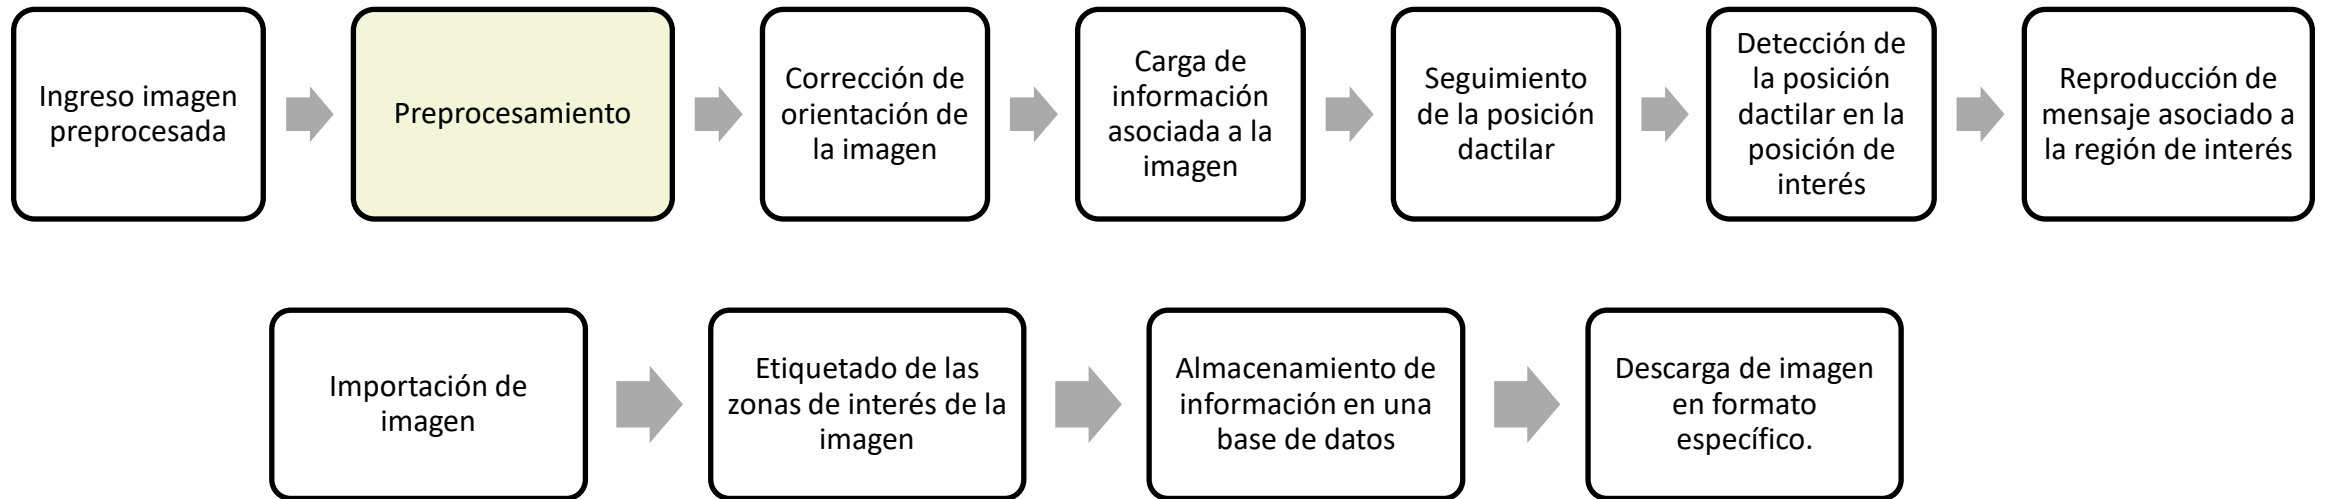 Ingreso imagen
preprocesada
Preprocesamiento
Corrección de
orientación de
la imagen
Carga de
información
asociada a la
imagen
Seguimiento
de la posición
dactilar
Detección de
la posición
dactilar en la
posición de
interés
Reproducción de
mensaje asociado a
la región de interés
Importación de
imagen
Etiquetado de las
zonas de interés de la
imagen
Almacenamiento de
información en una
base de datos
Descarga de imagen
en formato
específico.